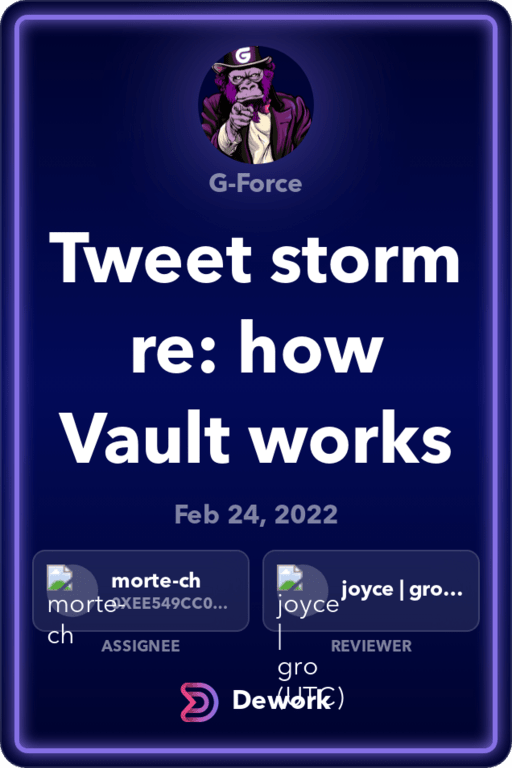 G
G-Force
Tweet storm
re: how
Vault works
Feb 24, 2022
morte-ch
0XEE549CC0...
morte-
ch
ASSIGNEE
joyce | gro...
joyce
|
gro
(UTC)
REVIEWER
Dework